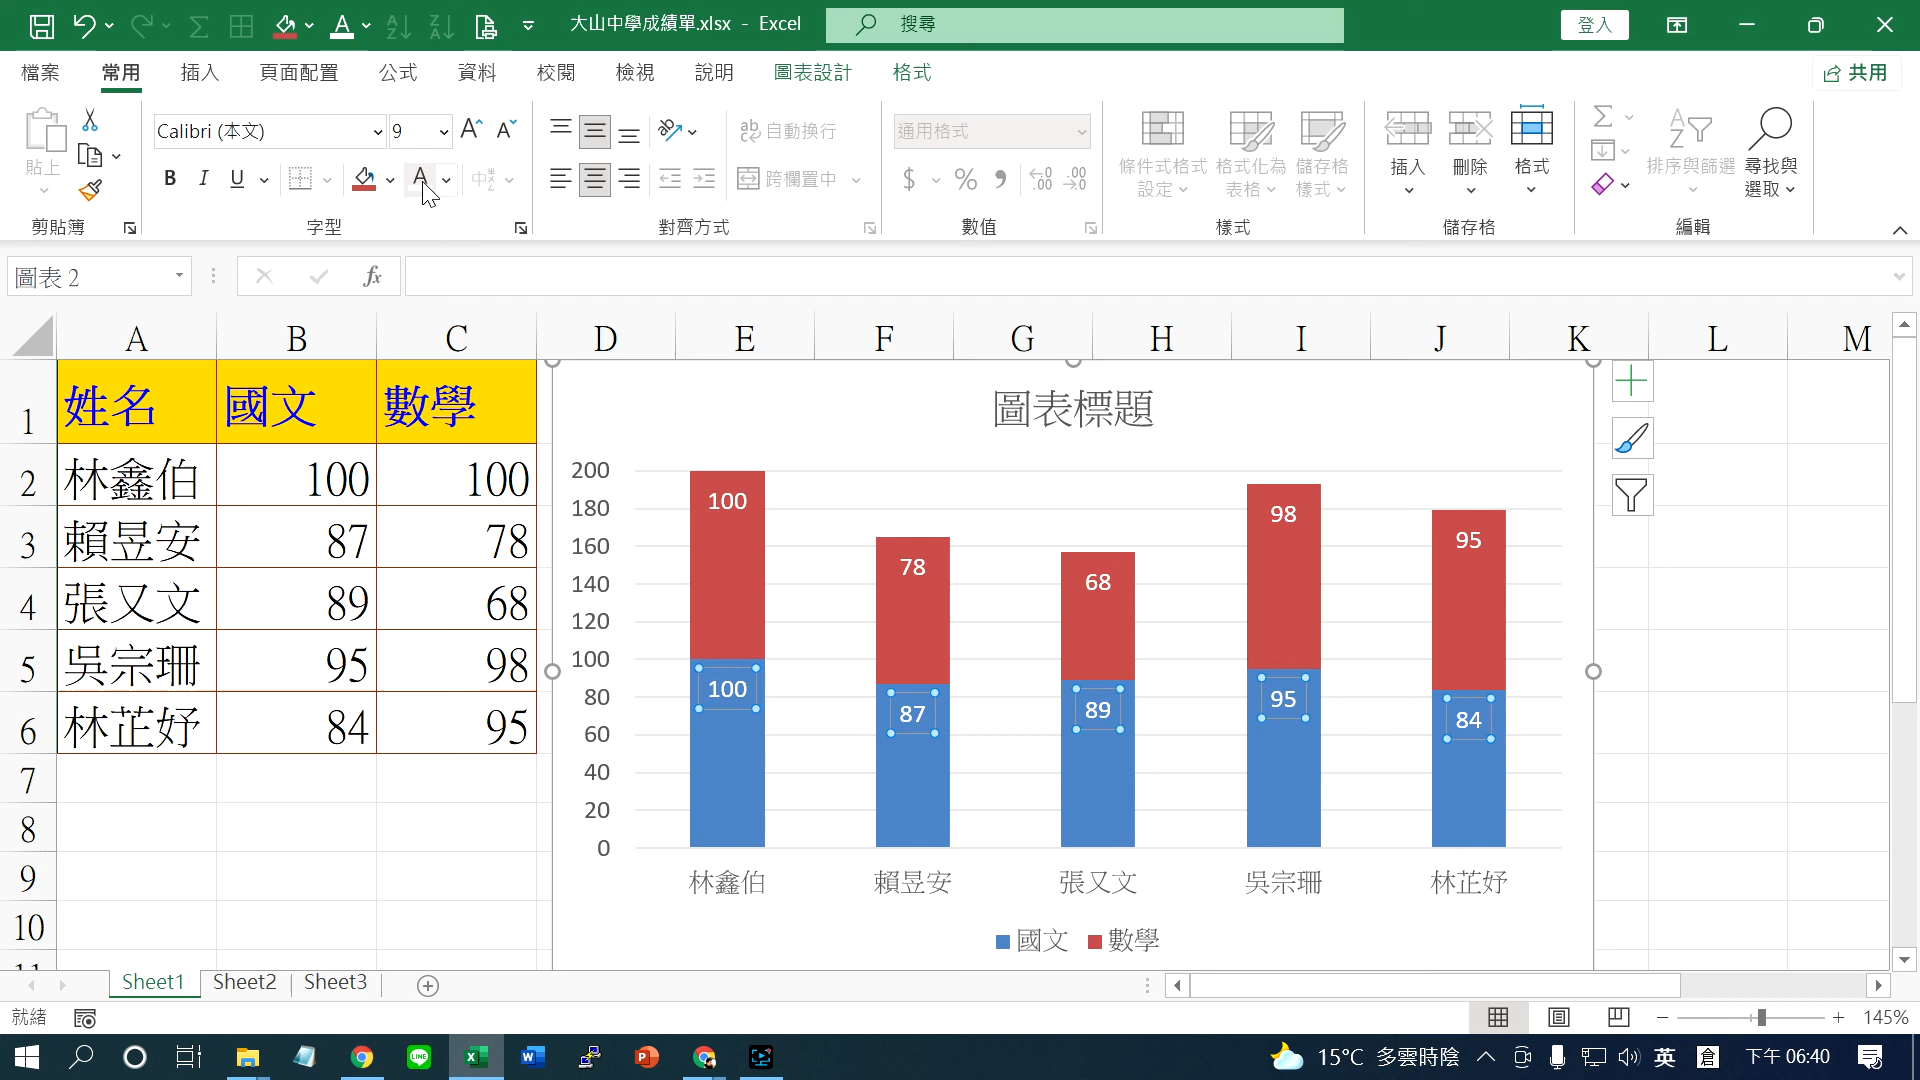 大山中學成績單.xlsx - Excel
搜尋
登入
檔案 常用 插入 頁面配置 公式 資料 校閱 檢視 說明 圖表設計 格式
共用
貼上
剪貼簿
Calibri (本文) 9
B I U
字型
自動換行
跨欄置中
對齊方式
通用格式
$ % ,
數值
條件式格式設定
格式化為表格
儲存格樣式
樣式
插入 刪除 格式
儲存格
排序與篩選
尋找與選取
編輯
圖表 2
fx
A B C D E F G H I J K L M
1 姓名 國文 數學
2 林鑫伯 100 100
3 賴昱安 87 78
4 張又文 89 68
5 吳宗珊 95 98
6 林芷妤 84 95
7
8
9
10
11
圖表標題
200
180
160
140
120
100
80
60
40
20
0
100 78 68 98 95
100 87 89 95 84
林鑫伯 賴昱安 張又文 吳宗珊 林芷妤
國文 數學
Sheet1 Sheet2 Sheet3
就緒
145%
15°C 多雲時陰
英
倉
下午 06:40